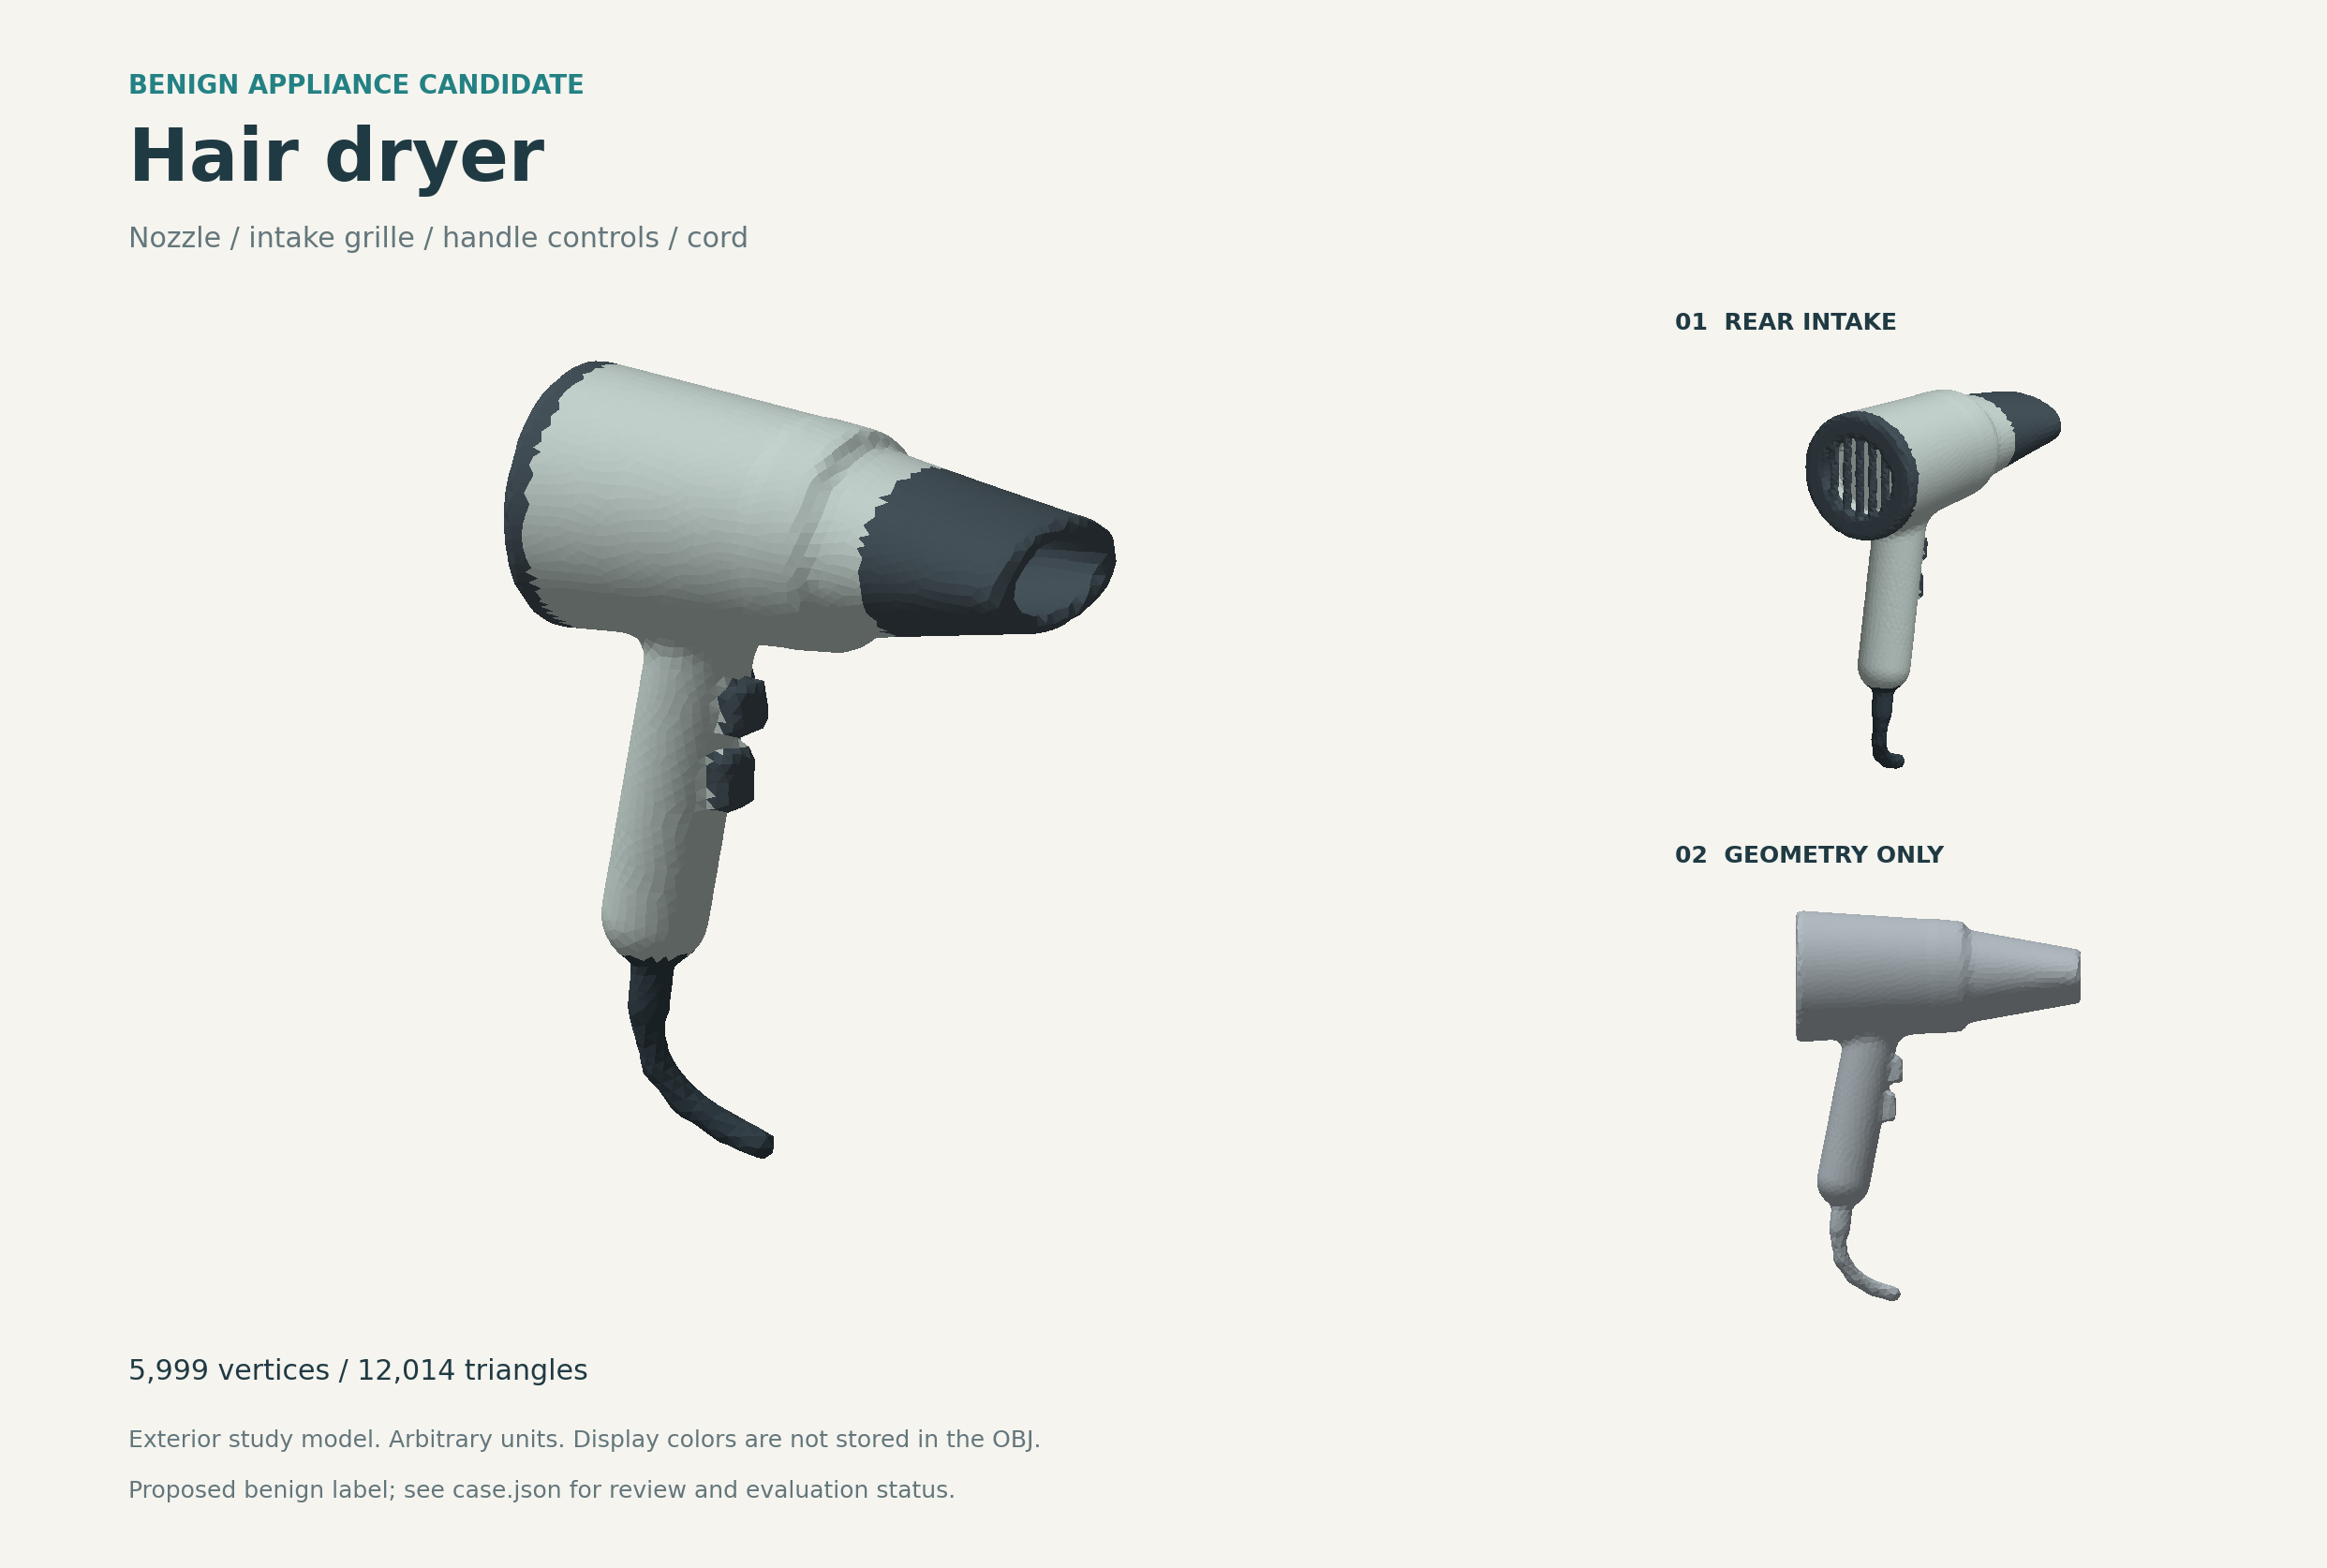 BENIGN APPLIANCE CANDIDATE
Hair dryer
Nozzle / intake grille / handle controls / cord
01 REAR INTAKE
02 GEOMETRY ONLY
5,999 vertices / 12,014 triangles
Exterior study model. Arbitrary units. Display colors are not stored in the OBJ.
Proposed benign label; see case.json for review and evaluation status.